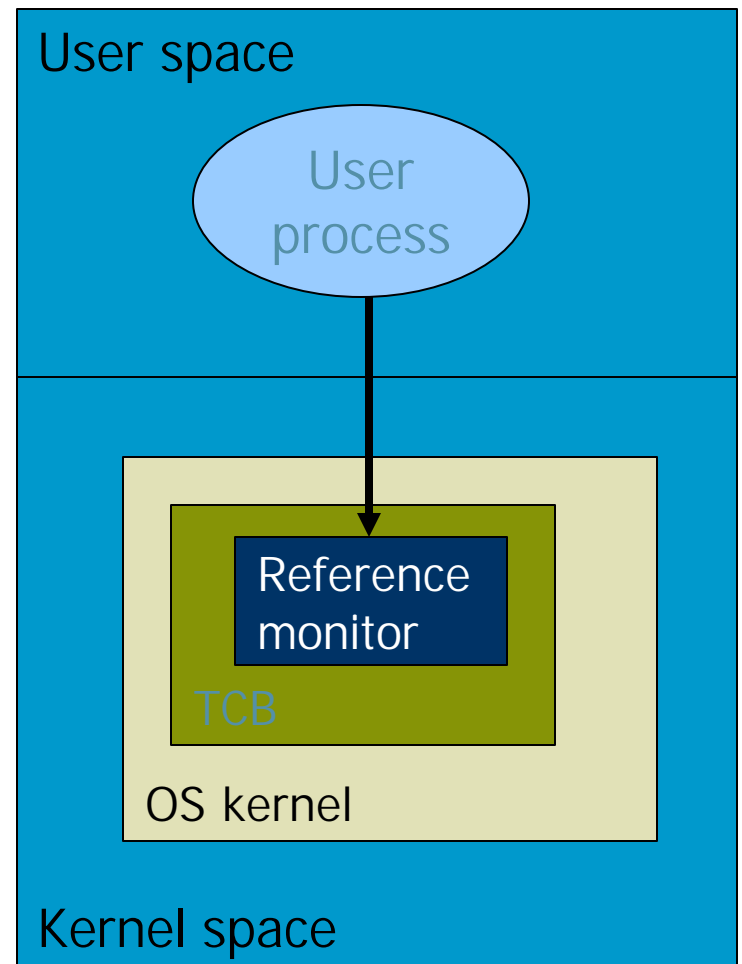 User space
User
process
Reference
monitor
TCB
OS kernel
Kernel space